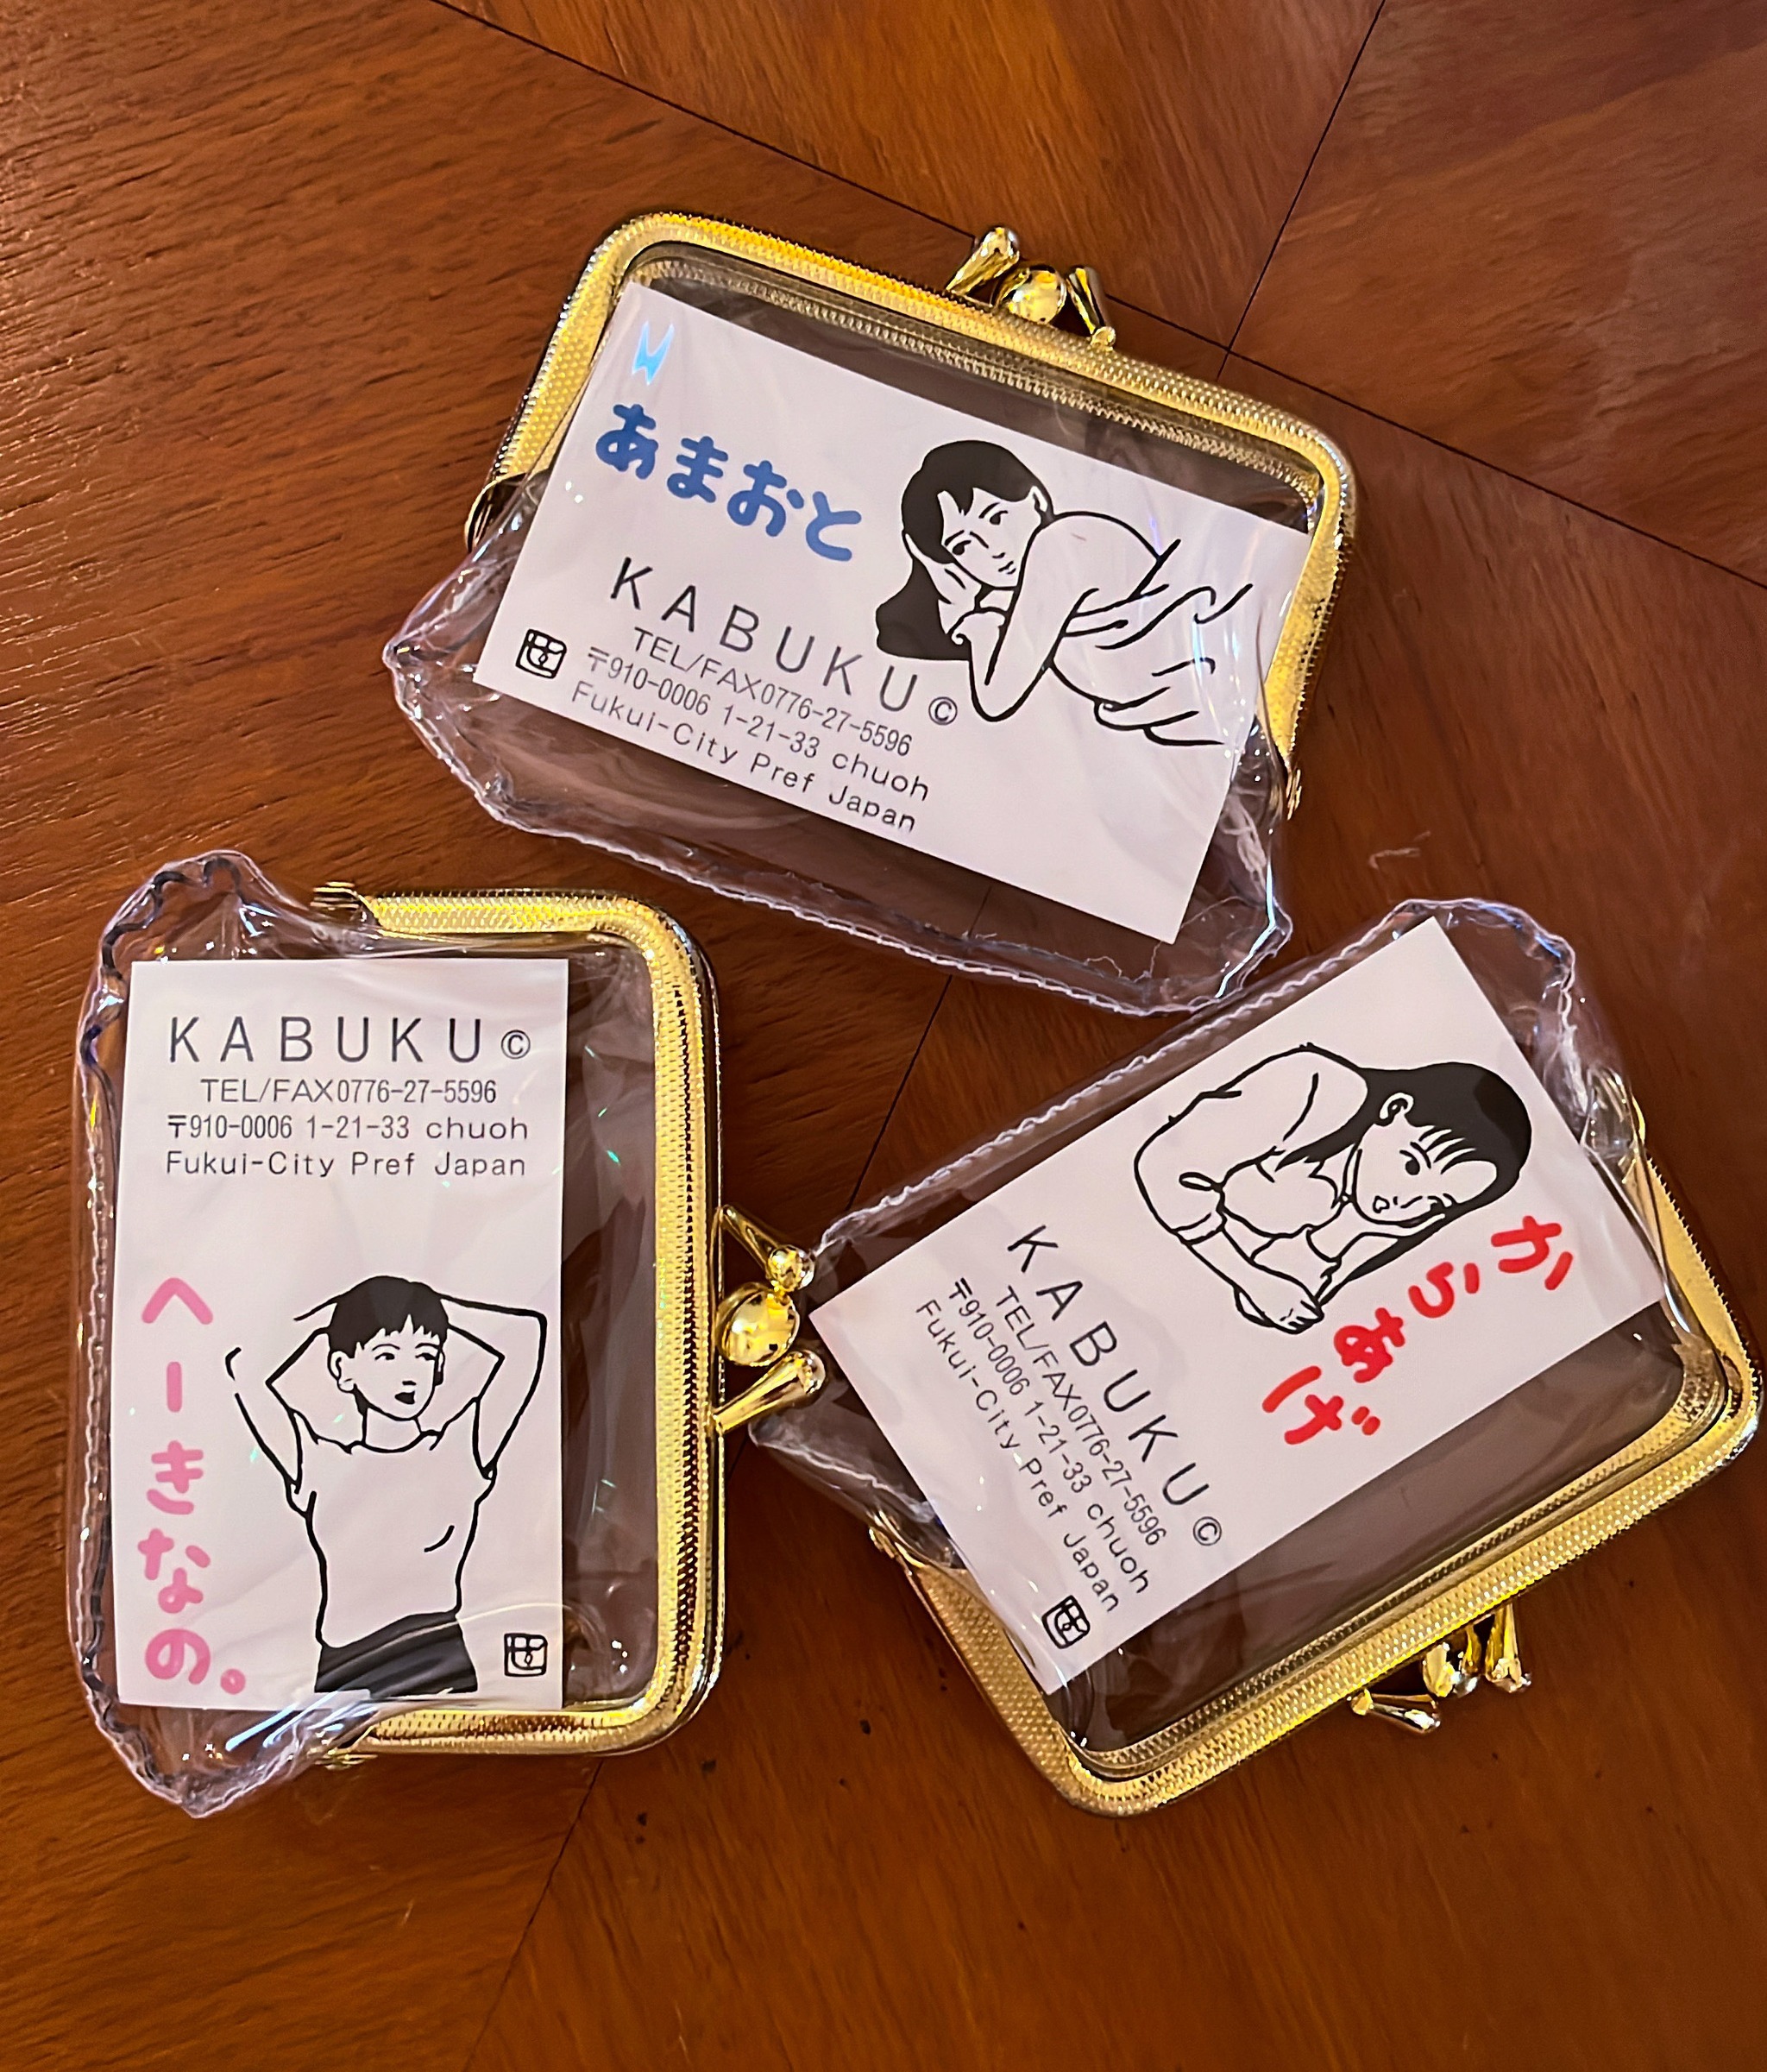 あまおと
KABUKU©
TEL/FAX0776-27-5596
〒910-0006 1-21-33 chuoh
Fukui-City Pref Japan
KABUKU©
TEL/FAX0776-27-5596
〒910-0006 1-21-33 chuoh
Fukui-City Pref Japan
へーきなの。
からあげ
KABUKU©
TEL/FAX0776-27-5596
〒910-0006 1-21-33 chuoh
Fukui-City Pref Japan